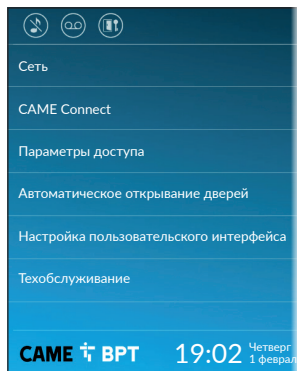 Сеть
CAME Connect
Параметры доступа
Автоматическое открывание дверей
Настройка пользовательского интерфейса
Техобслуживание
CAME BPT 19:02 Четверг
1 феврал